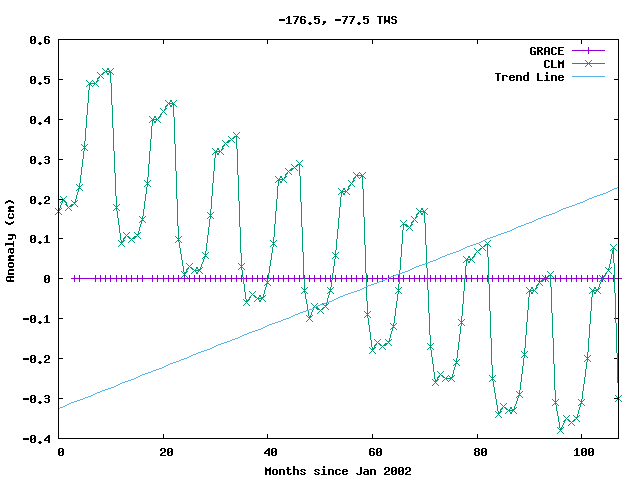 -176.5, -77.5 TWS
GRACE
CLM
Trend Line
0.6
0.5
0.4
0.3
0.2
0.1
0
-0.1
-0.2
-0.3
-0.4
Anomaly (cm)
0 20 40 60 80 100
Months since Jan 2002